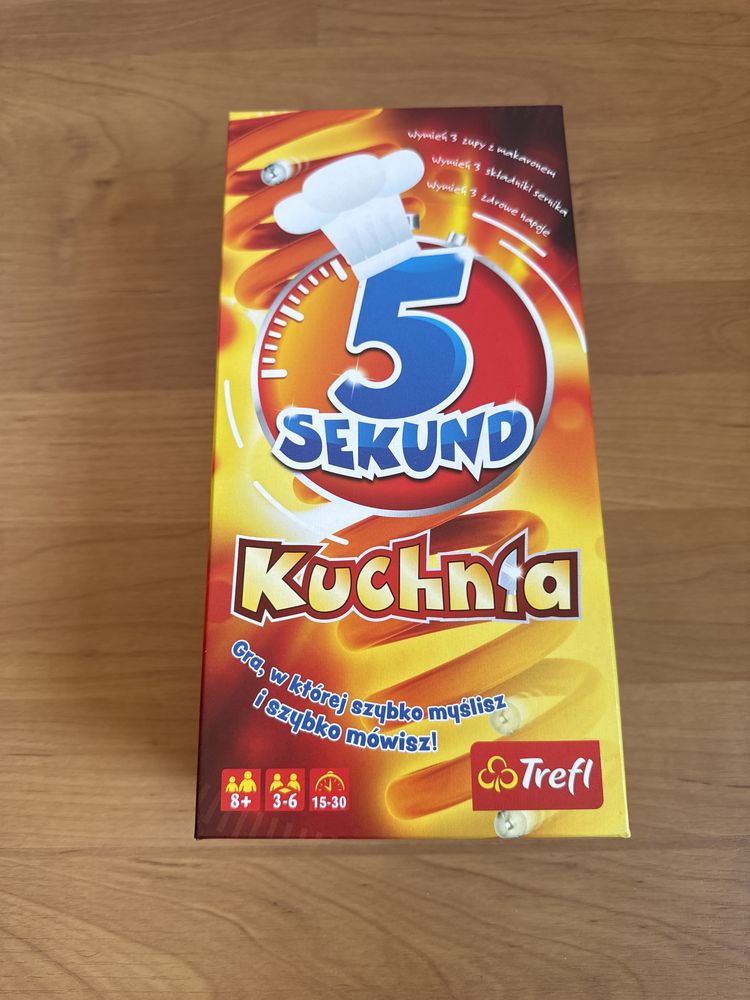 Wymień 3 zupy z makaronem
Wymień 3 składniki sernika
Wymień 3 zdrowe napoje
5
SEKUND
Kuchnia
Gra, w której szybko myślisz
i szybko mówisz!
8+
3-6
15-30
Trefl